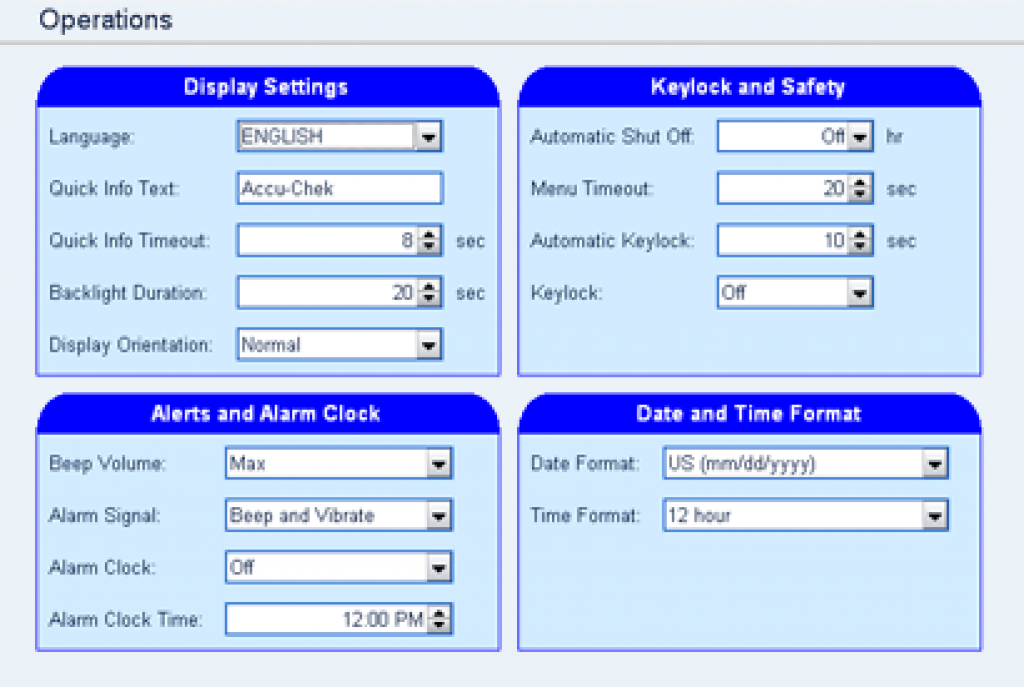 Operations
Display Settings
Language: ENGLISH
Quick Info Text: Accu-Chek
Quick Info Timeout: 8 sec
Backlight Duration: 20 sec
Display Orientation: Normal
Keylock and Safety
Automatic Shut Off: Off hr
Menu Timeout: 20 sec
Automatic Keylock: 10 sec
Keylock: Off
Alerts and Alarm Clock
Beep Volume: Max
Alarm Signal: Beep and Vibrate
Alarm Clock: Off
Alarm Clock Time: 12:00 PM
Date and Time Format
Date Format: US (mm/dd/yyyy)
Time Format: 12 hour